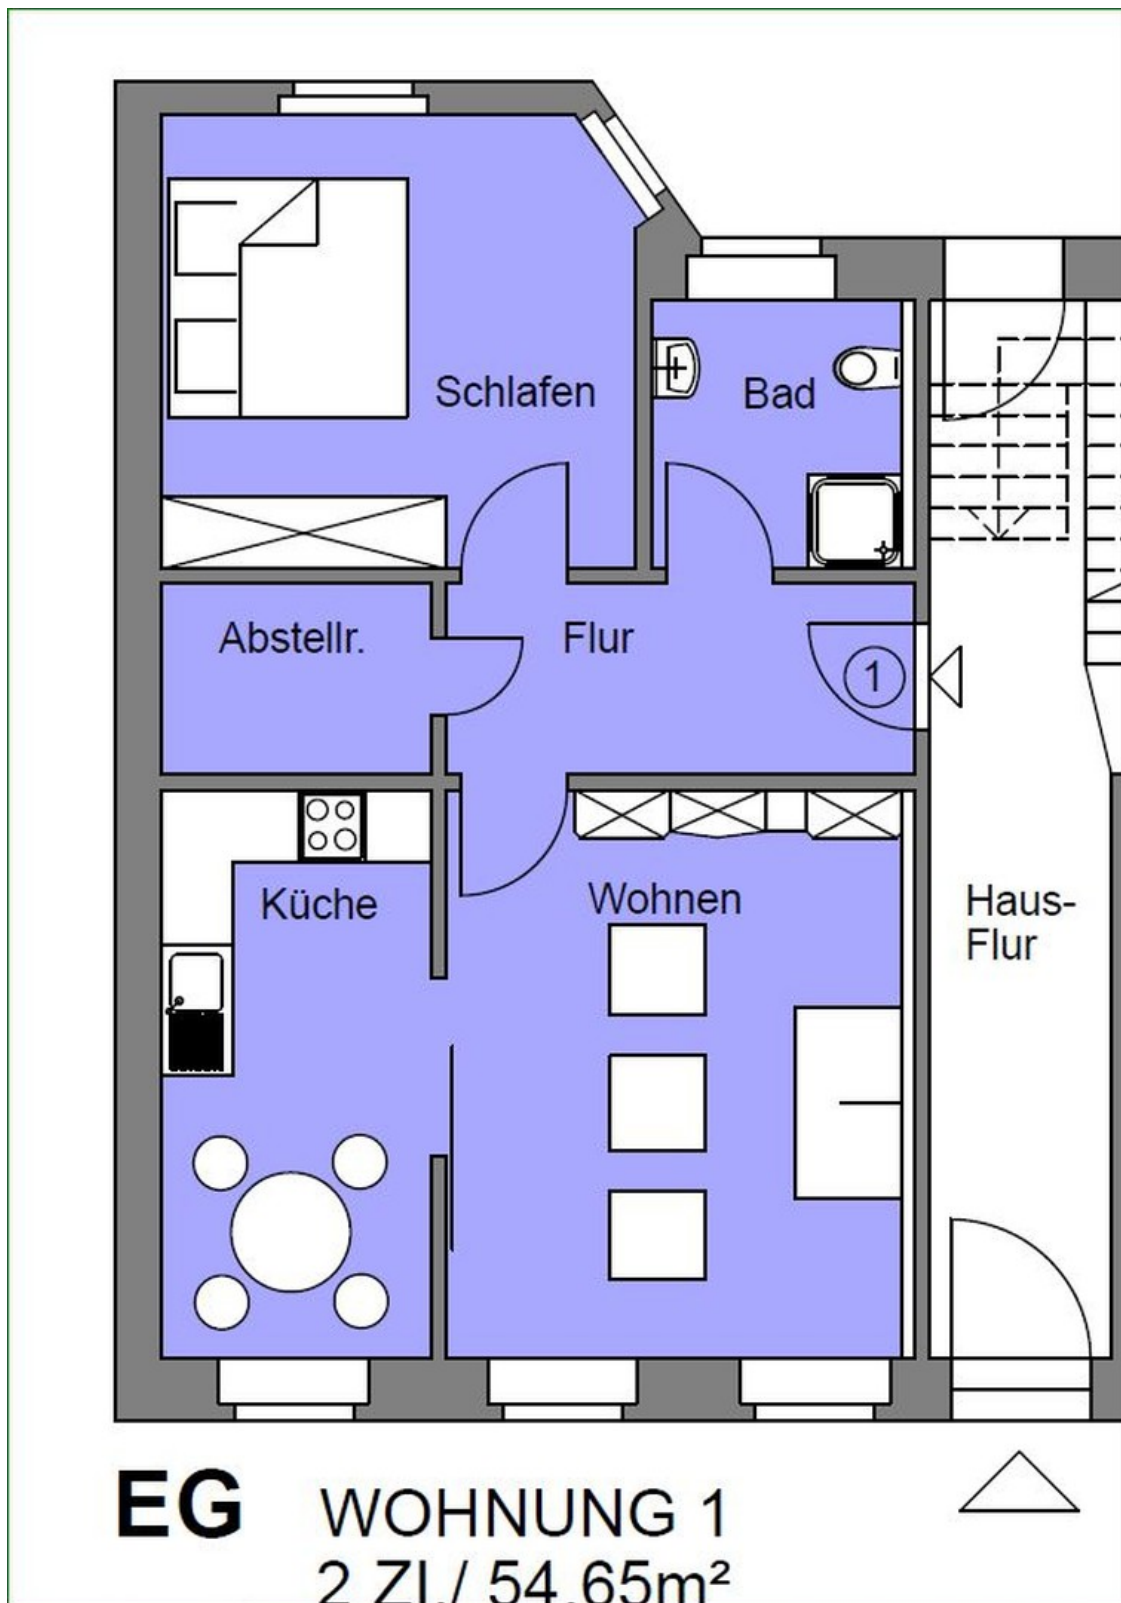 Schlafen
Bad
Abstellr.
Flur
1
Küche
Wohnen
Haus-
Flur
EG WOHNUNG 1
2 ZI./ 54.65m²